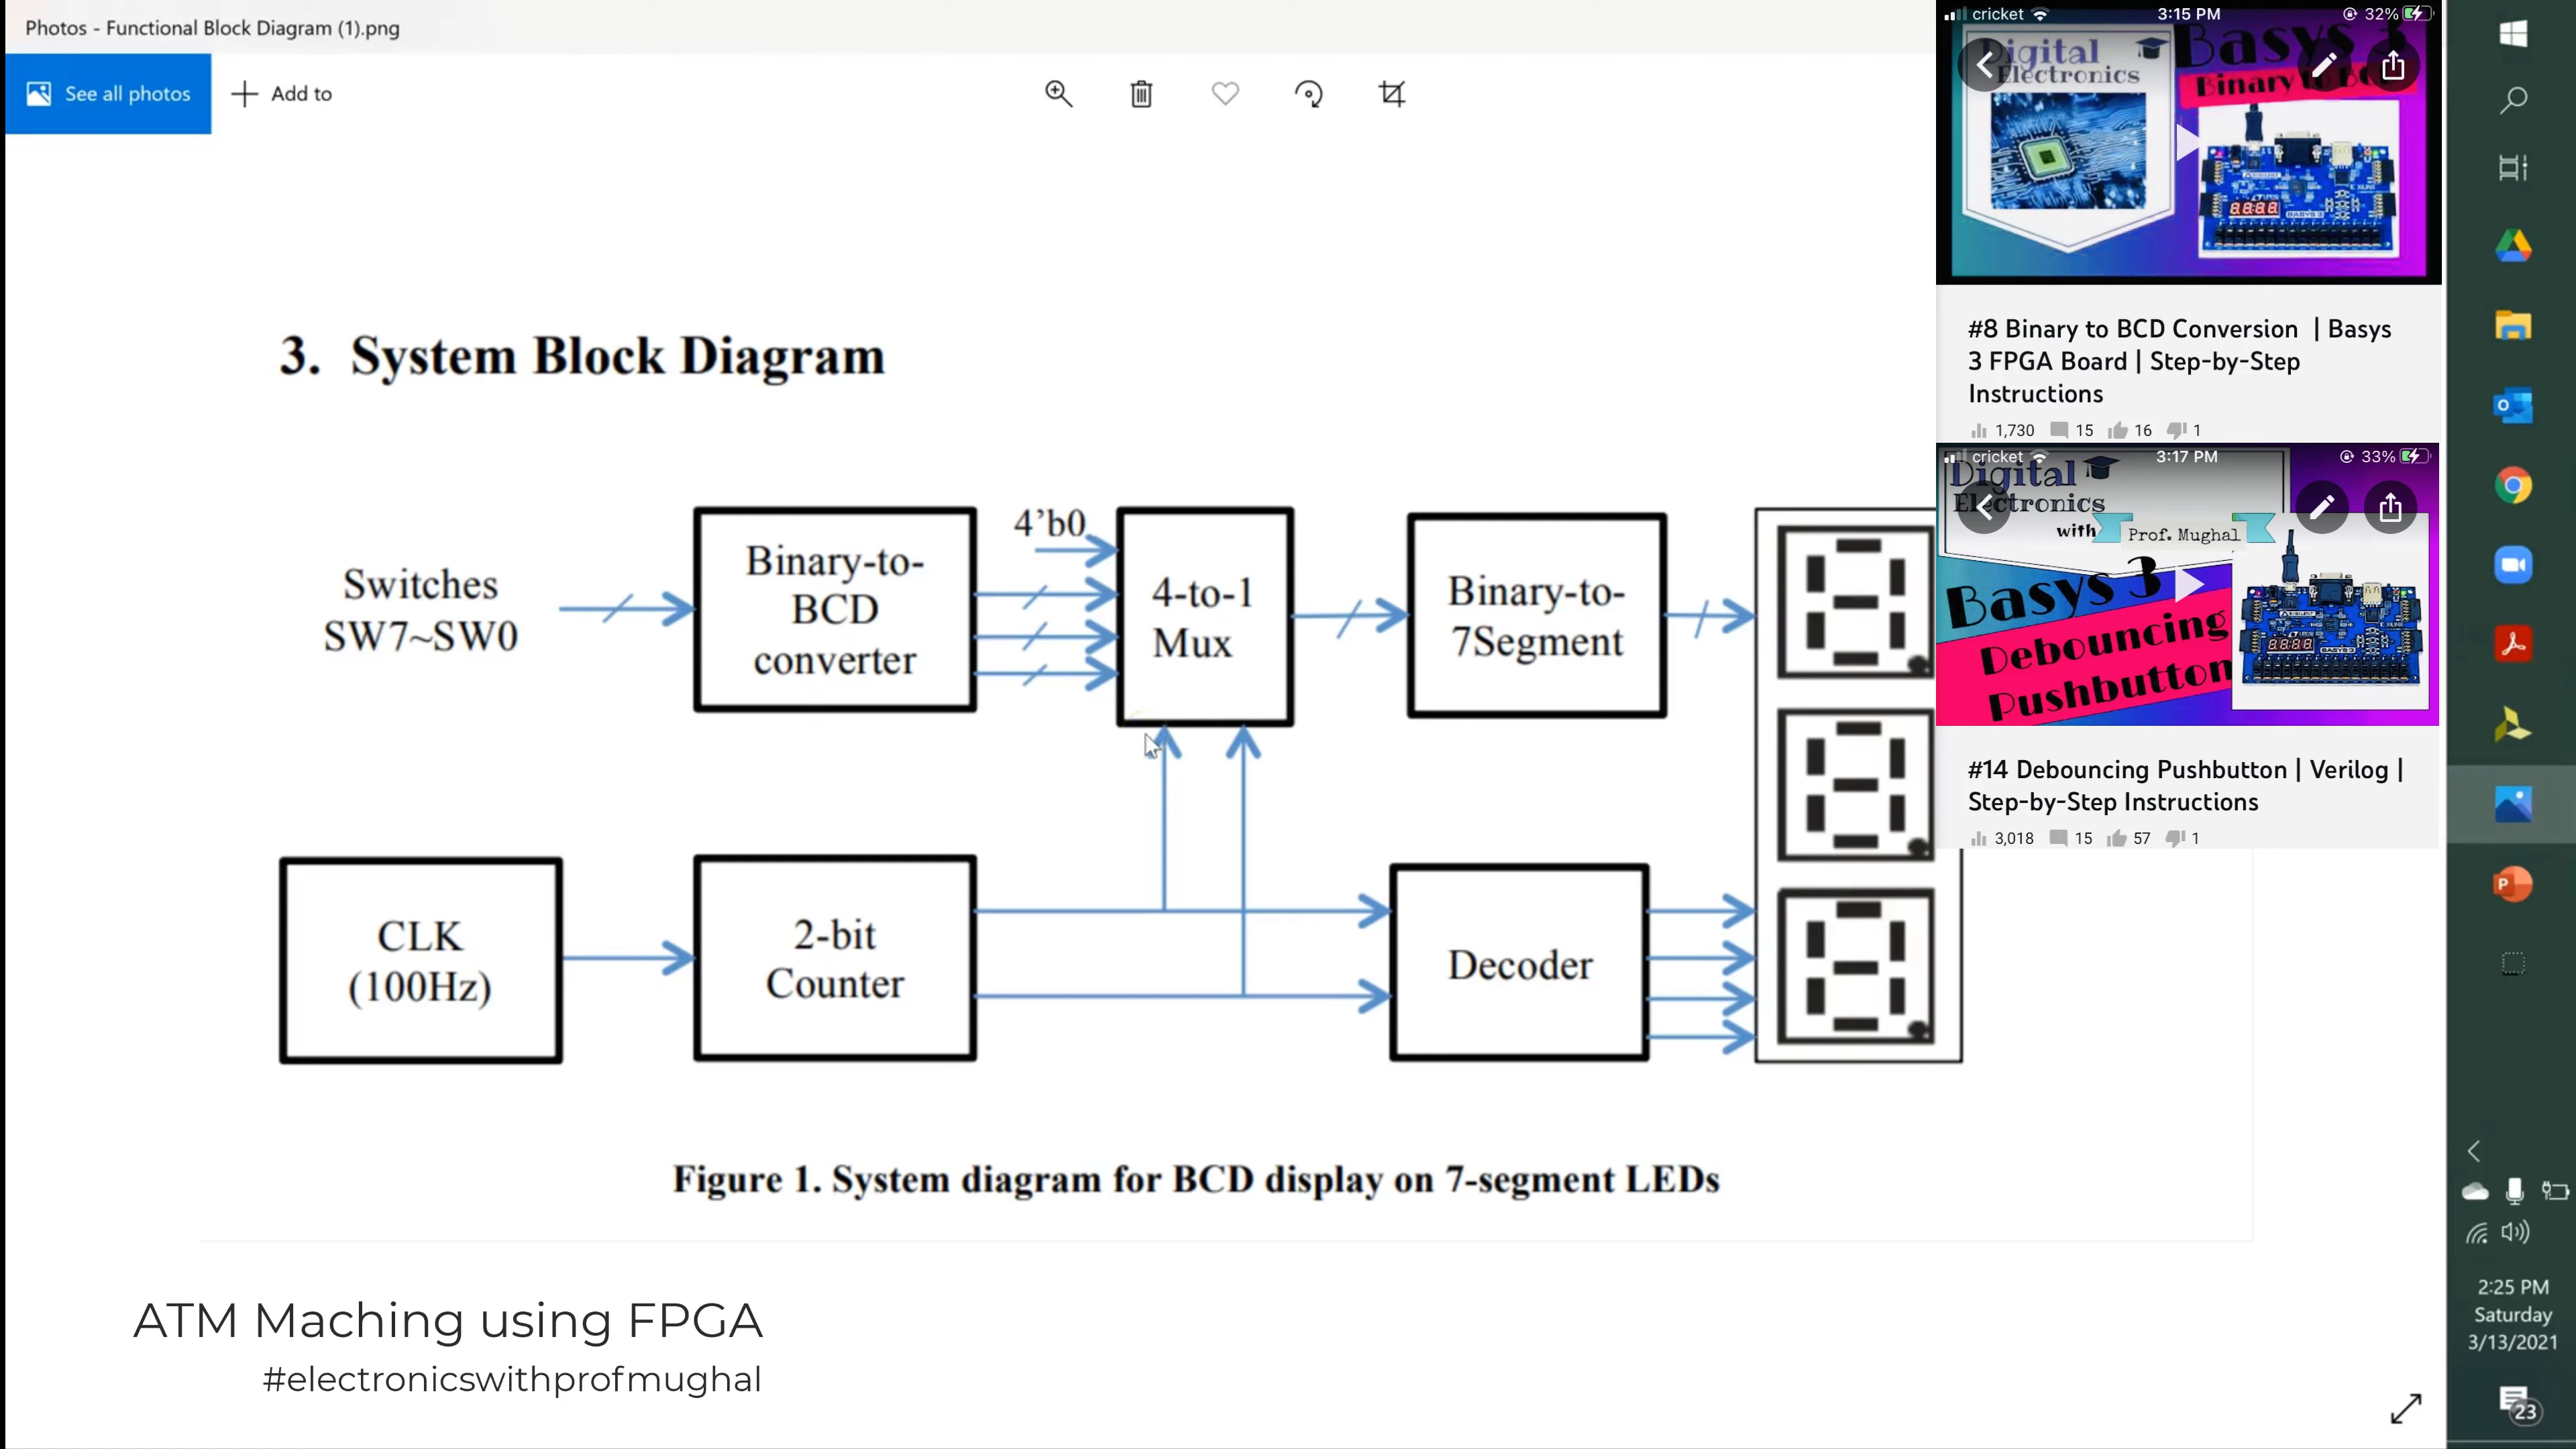 Photos - Functional Block Diagram (1).png
See all photos
Add to
3. System Block Diagram
Switches
SW7~SW0
Binary-to-
BCD
converter
4'b0
4-to-1
Mux
Binary-to-
7Segment
CLK
(100Hz)
2-bit
Counter
Decoder
Figure 1. System diagram for BCD display on 7-segment LEDs
ATM Maching using FPGA
#electronicswithprofmughal
cricket
3:15 PM
32%
Digital
Electronics
Basys 3
#8 Binary to BCD Conversion | Basys
3 FPGA Board | Step-by-Step
Instructions
1,730 15 16 1
cricket
3:17 PM
33%
Digital
Electronics
with
Prof. Mughal
Basys 3
Debouncing
Pushbutton
#14 Debouncing Pushbutton | Verilog |
Step-by-Step Instructions
3,018 15 57 1
2:25 PM
Saturday
3/13/2021
23